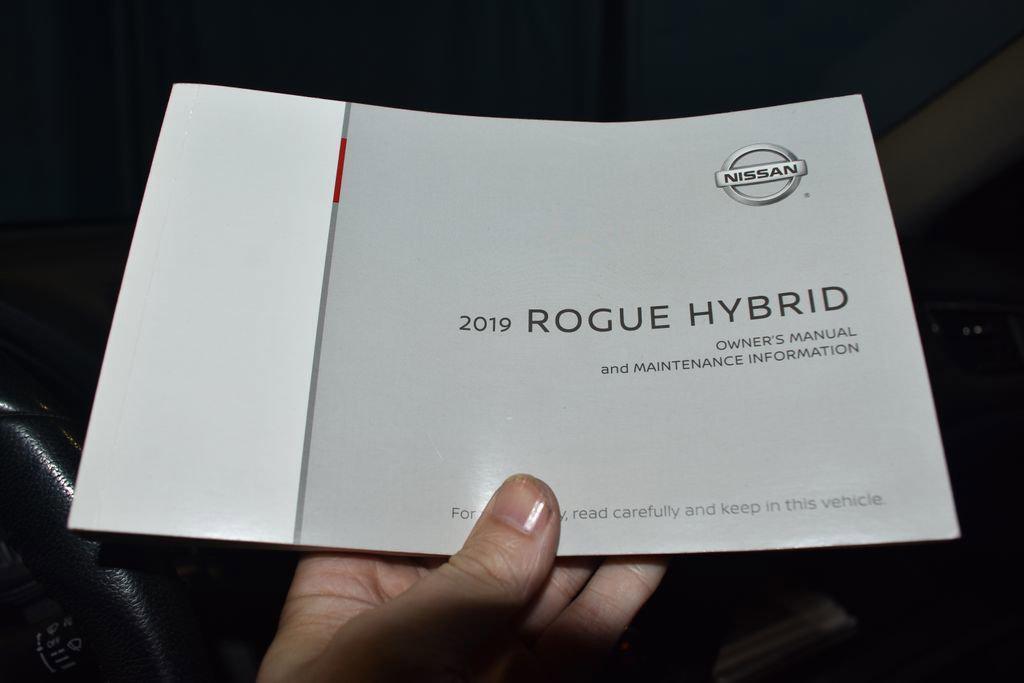 NISSAN
2019 ROGUE HYBRID
OWNER'S MANUAL
and MAINTENANCE INFORMATION
For read carefully and keep in this vehicle.